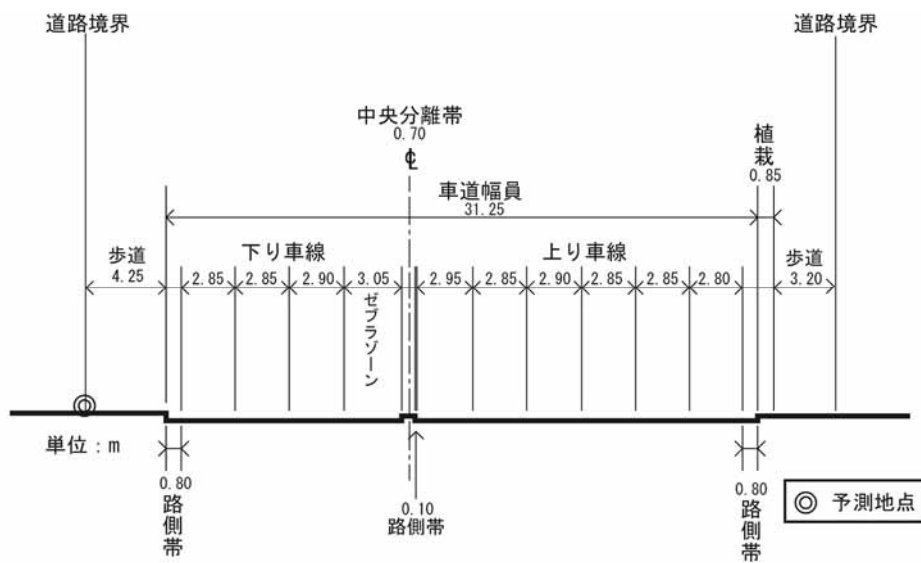 道路境界
道路境界
中央分離帯
0.70
℄
植栽
0.85
車道幅員
31.25
歩道
4.25
下り車線
上り車線
歩道
3.20
2.85
2.85
2.90
3.05
2.95
2.85
2.90
2.85
2.85
2.80
ゼブラゾーン
単位：m
0.80
路側帯
0.10
路側帯
0.80
路側帯
◎ 予測地点